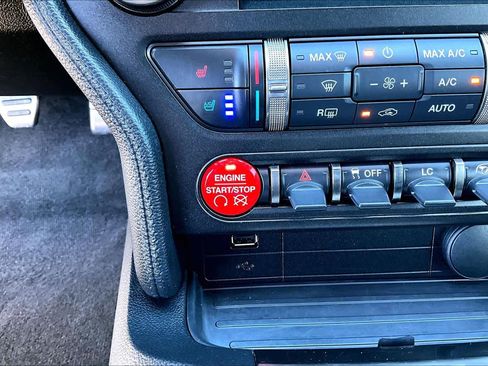 MAX
MAX A/C
A/C
R
AUTO
ENGINE
START/STOP
OFF
LC